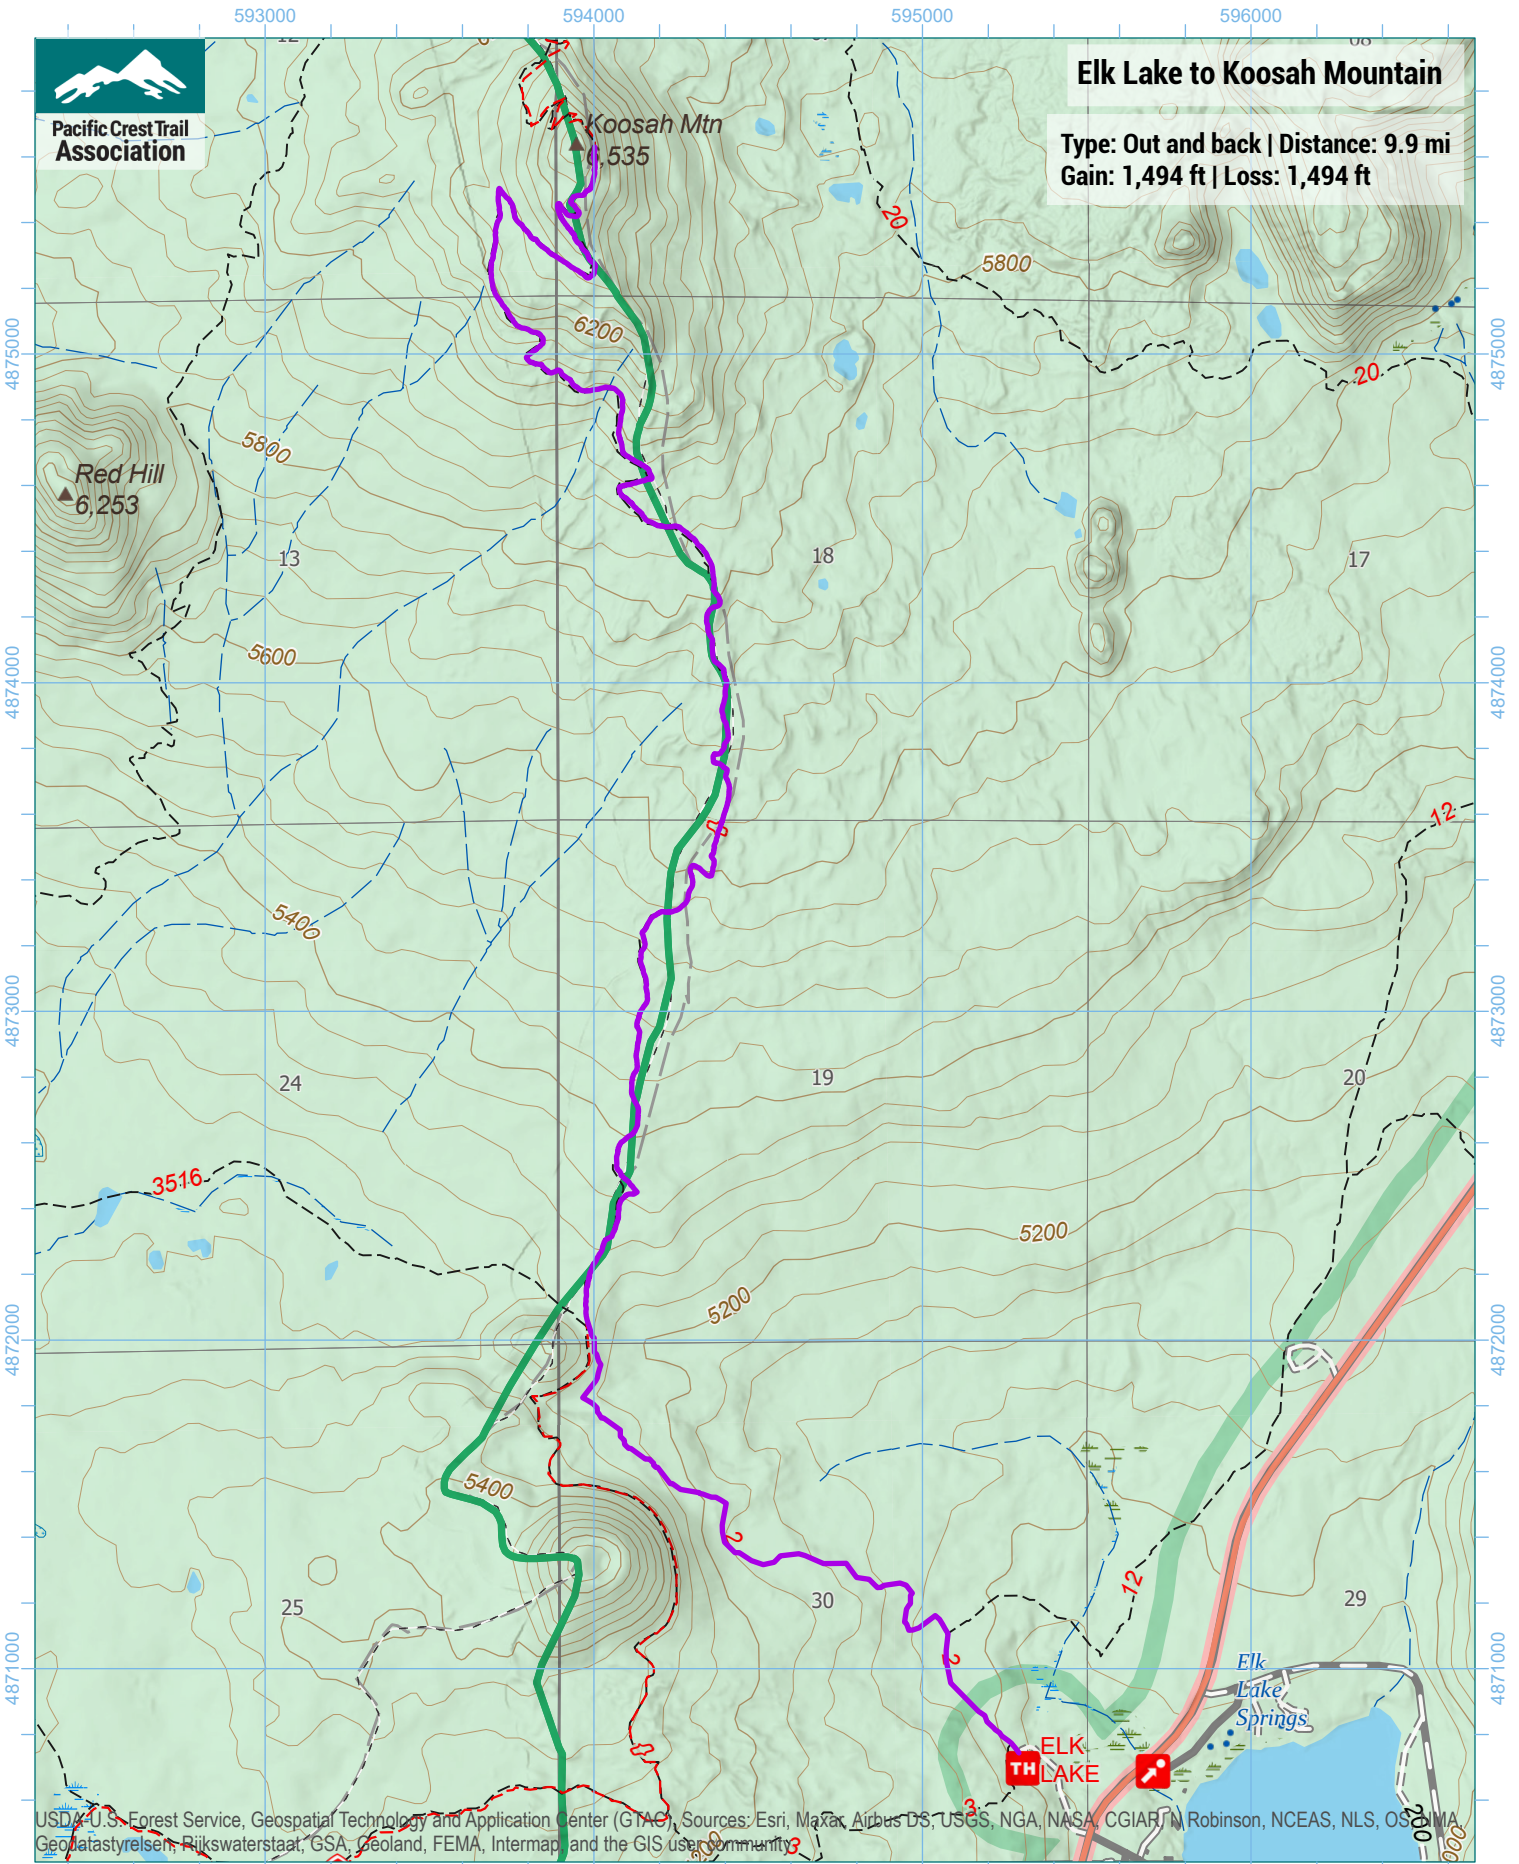 593000
594000
595000
596000
Pacific Crest Trail
Association
Elk Lake to Koosah Mountain
Type: Out and back | Distance: 9.9 mi
Gain: 1,494 ft | Loss: 1,494 ft
Koosah Mtn
6,535
20
5800
6200
4875000
4875000
20
5800
Red Hill
6,253
13
18
17
5600
4874000
4874000
12
5400
4873000
4873000
24
19
20
3516
5200
5200
4872000
4872000
5400
2
12
25
30
29
2
4871000
4871000
Elk
Lake
Springs
TH
ELK
LAKE
3
USDA-U.S. Forest Service, Geospatial Technology and Application Center (GTAC), Sources: Esri, Maxar, Airbus DS, USGS, NGA, NASA, CGIAR, N Robinson, NCEAS, NLS, OS, NMA,
Geodatastyrelsen, Rijkswaterstaat, GSA, Geoland, FEMA, Intermap, and the GIS user community
3
200